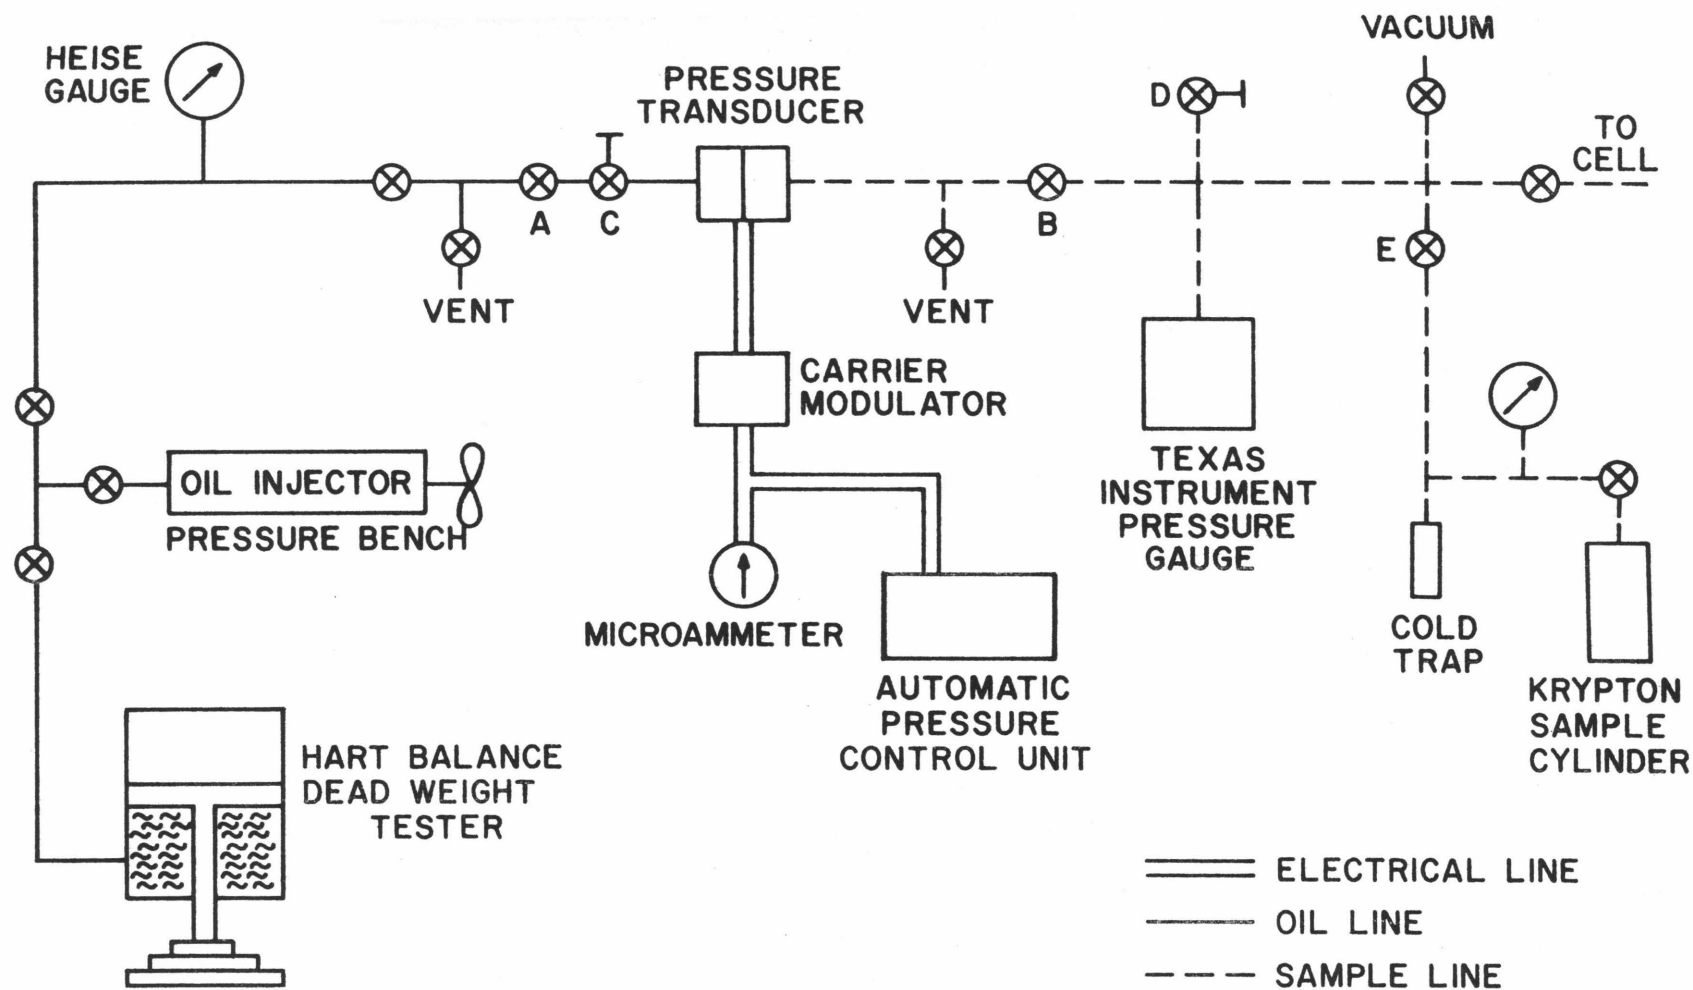 HEISE
GAUGE
PRESSURE
TRANSDUCER
VACUUM
D
TO
CELL
A
C
B
E
VENT
VENT
CARRIER
MODULATOR
OIL INJECTOR
PRESSURE BENCH
TEXAS
INSTRUMENT
PRESSURE
GAUGE
MICROAMMETER
COLD
TRAP
AUTOMATIC
PRESSURE
CONTROL UNIT
KRYPTON
SAMPLE
CYLINDER
HART BALANCE
DEAD WEIGHT
TESTER
ELECTRICAL LINE
OIL LINE
SAMPLE LINE